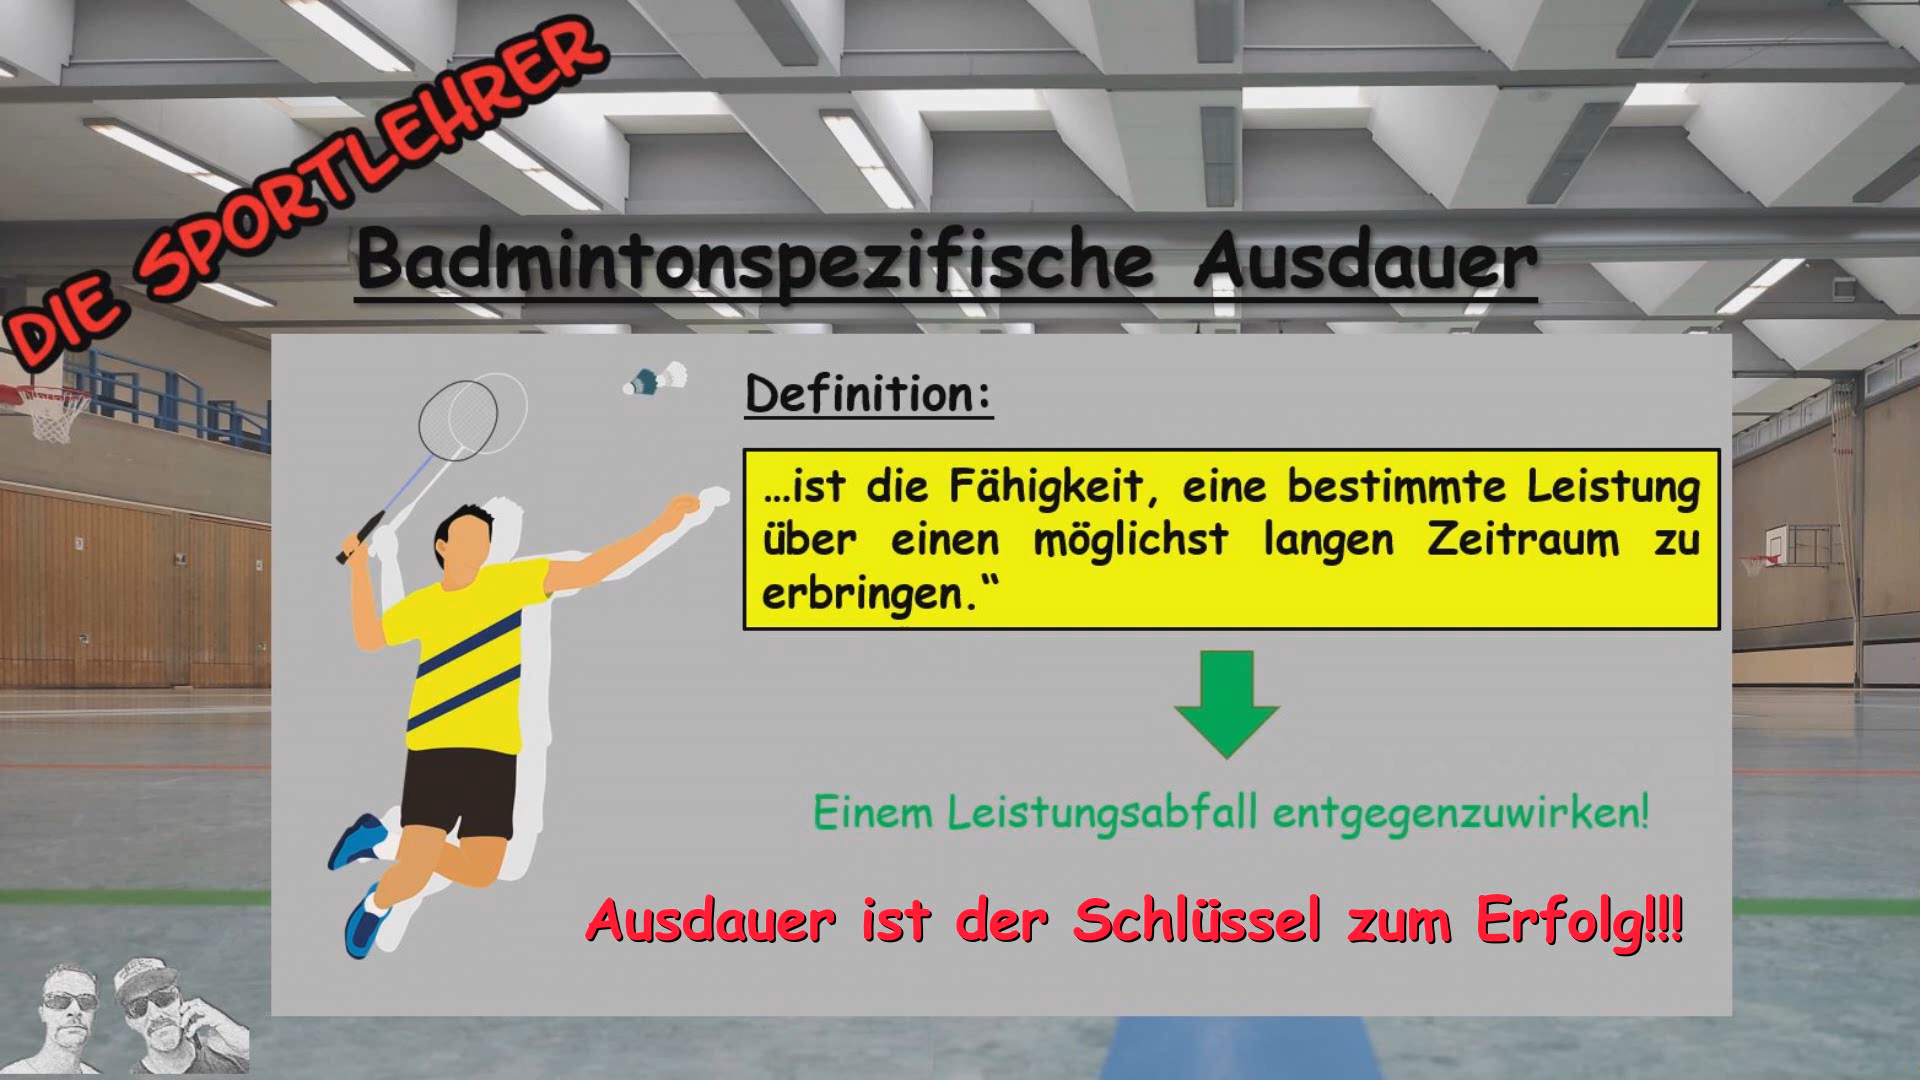 DIE SPORTLEHRER
Badmintonspezifische Ausdauer
Definition:
…ist die Fähigkeit, eine bestimmte Leistung
über einen möglichst langen Zeitraum zu
erbringen.“
Einem Leistungsabfall entgegenzuwirken!
Ausdauer ist der Schlüssel zum Erfolg!!!